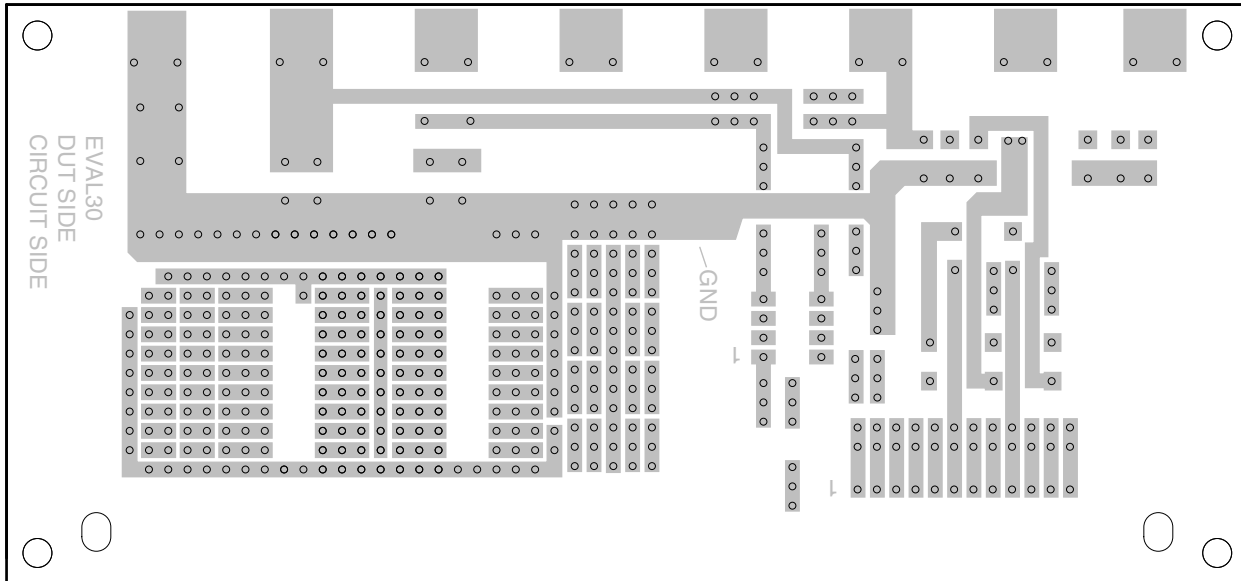 EVAL30
DUT SIDE
CIRCUIT SIDE
GND
1
1